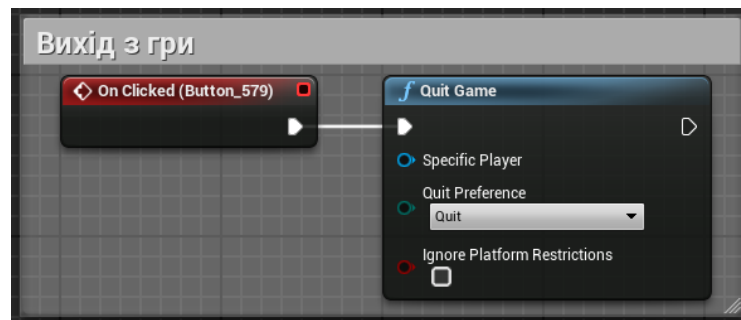 Вихід з гри
On Clicked (Button_579)
f Quit Game
Specific Player
Quit Preference
Quit
Ignore Platform Restrictions